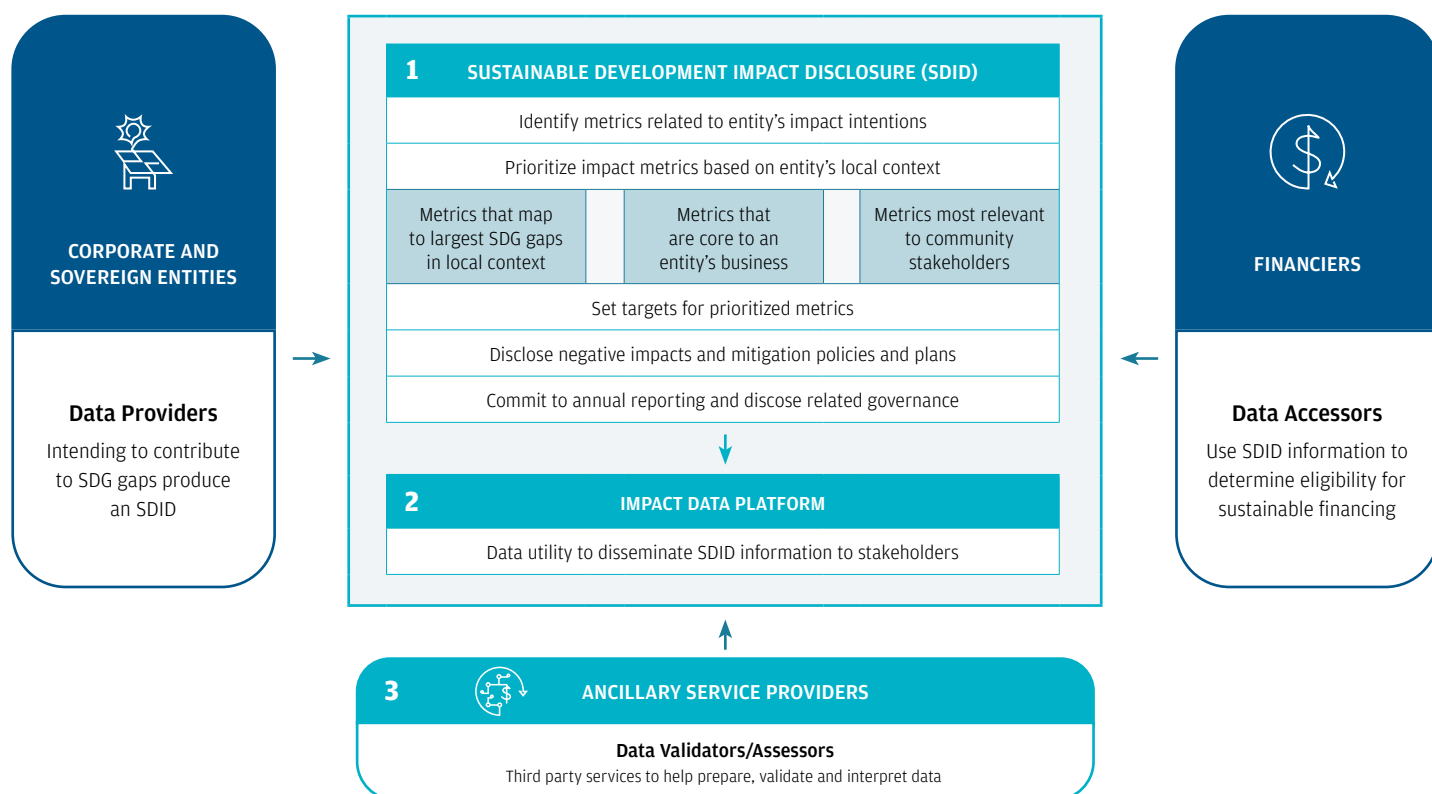 CORPORATE AND
SOVEREIGN ENTITIES
Data Providers
Intending to contribute
to SDG gaps produce
an SDID
1 SUSTAINABLE DEVELOPMENT IMPACT DISCLOSURE (SDID)
Identify metrics related to entity's impact intentions
Prioritize impact metrics based on entity's local context
Metrics that map
to largest SDG gaps
in local context
Metrics that
are core to an
entity's business
Metrics most relevant
to community
stakeholders
Set targets for prioritized metrics
Disclose negative impacts and mitigation policies and plans
Commit to annual reporting and discose related governance
2 IMPACT DATA PLATFORM
Data utility to disseminate SDID information to stakeholders
3 $ ANCILLARY SERVICE PROVIDERS
Data Validators/Assessors
Third party services to help prepare, validate and interpret data
$
FINANCIERS
Data Accessors
Use SDID information to
determine eligibility for
sustainable financing